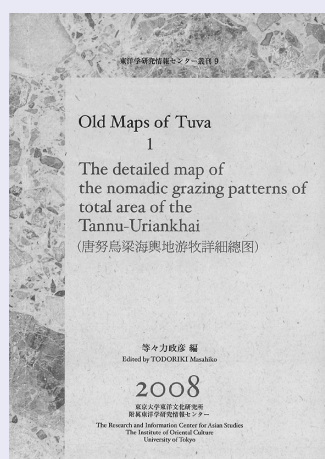 東洋学研究情報センター叢刊9
Old Maps of Tuva
1
The detailed map of
the nomadic grazing patterns of
total area of the
Tannu-Uriankhai
(唐努烏梁海輿地游牧詳細總图)
等々力政彦 編
Edited by TODORIKI Masahiko
2008
東京大学東洋文化研究所
附属東洋学研究情報センター
The Research and Information Center for Asian Studies
The Institute of Oriental Culture
University of Tokyo